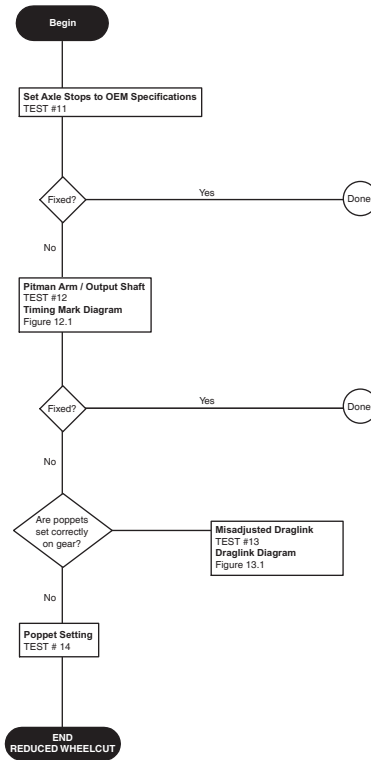 Begin
Set Axle Stops to OEM Specifications
TEST #11
Fixed?
Yes
Done
No
Pitman Arm / Output Shaft
TEST #12
Timing Mark Diagram
Figure 12.1
Fixed?
Yes
Done
No
Are poppets
set correctly
on gear?
Misadjusted Draglink
TEST #13
Draglink Diagram
Figure 13.1
No
Poppet Setting
TEST # 14
END
REDUCED WHEELCUT